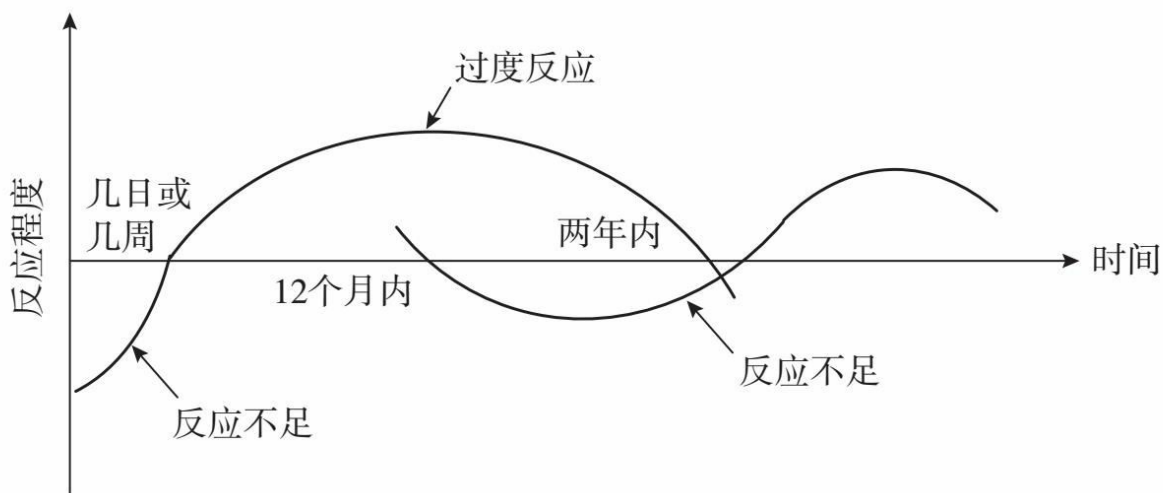 过度反应
几日或
几周
两年内
反应程度
时间
12个月内
反应不足
反应不足